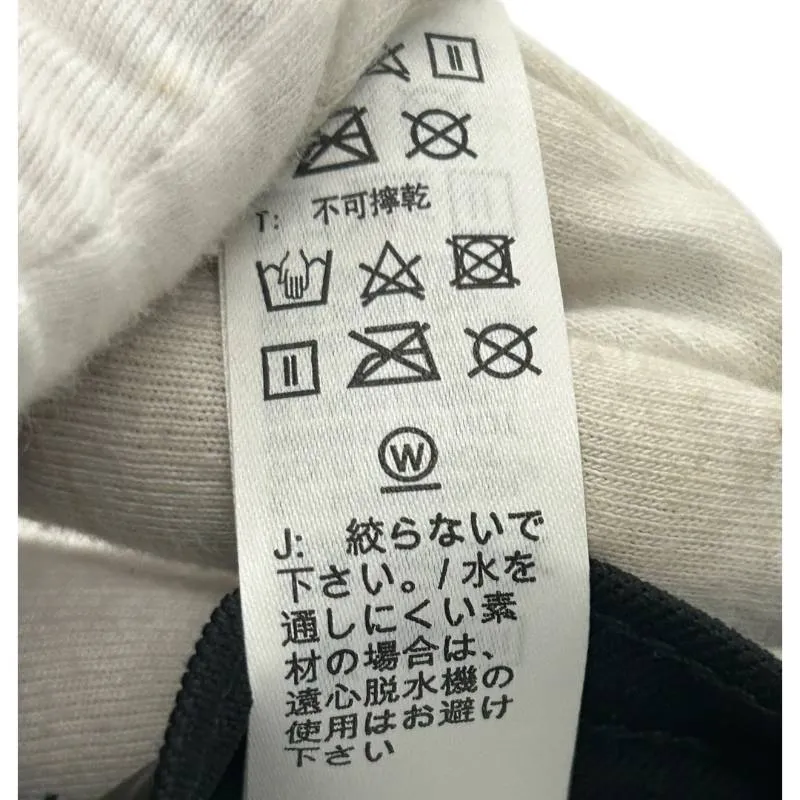 T: 不可擰乾
W
J: 絞らないで
下さい。/ 水を
通しにくい素
材の場合は、
遠心脱水機の
使用はお避け
下さい